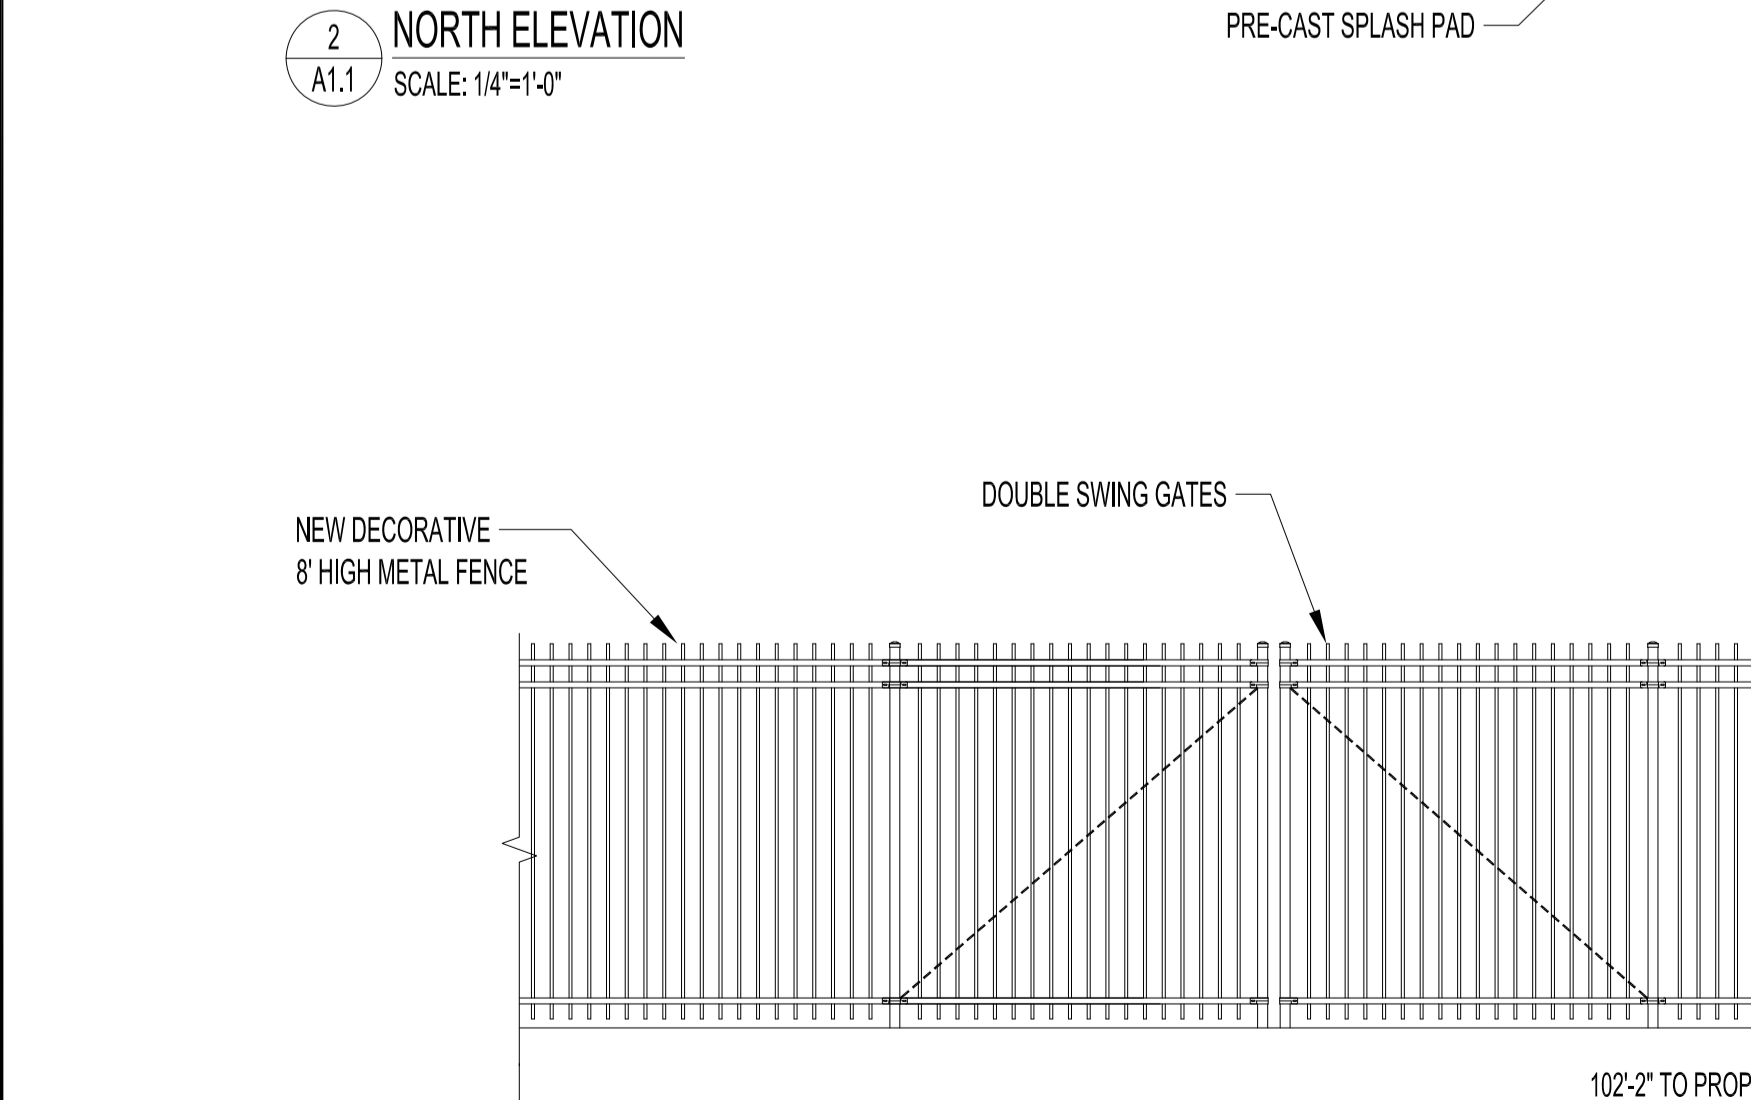 2
A1.1
NORTH ELEVATION
SCALE: 1/4"=1'-0"
PRE-CAST SPLASH PAD
DOUBLE SWING GATES
NEW DECORATIVE
8' HIGH METAL FENCE
102'-2" TO PROP